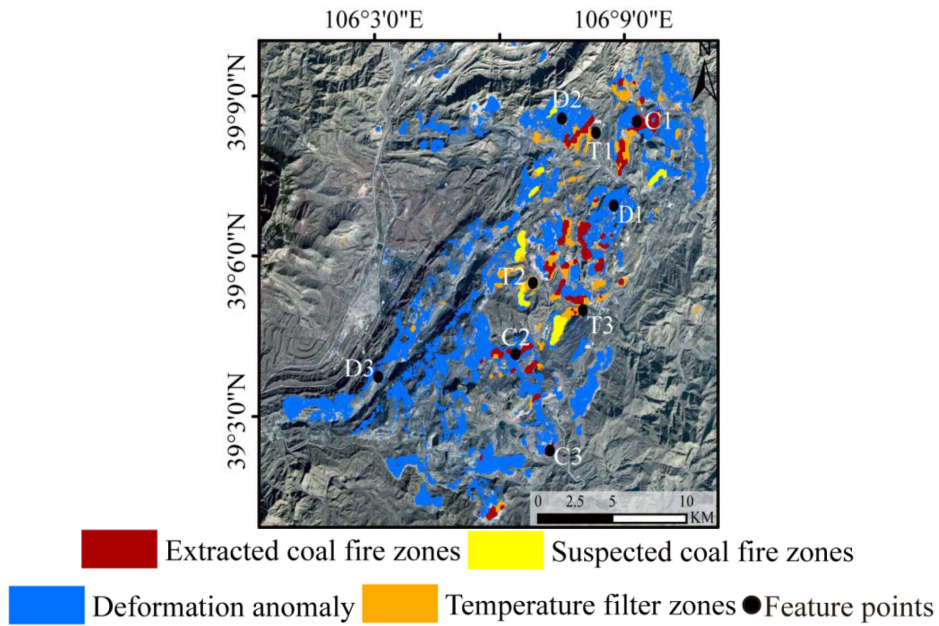 106°3'0"E 106°9'0"E
N
39°9'0"N
39°6'0"N
39°3'0"N
D2
C1
T1
D1
T2
T3
C2
D3
C3
0 2,5 5 10
KM
Extracted coal fire zones Suspected coal fire zones
Deformation anomaly Temperature filter zones Feature points